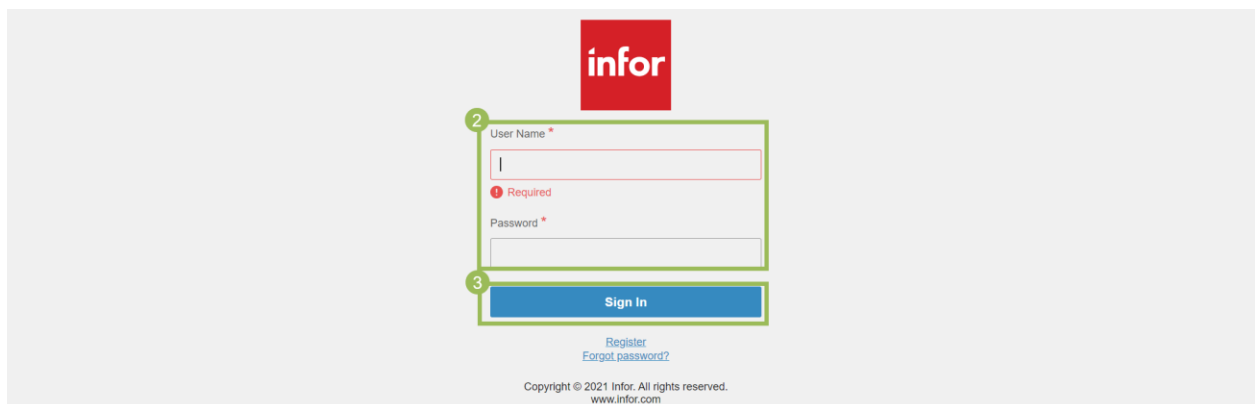 infor
2
User Name *
Required
Password *
3
Sign In
Register
Forgot password?
Copyright © 2021 Infor. All rights reserved.
www.infor.com